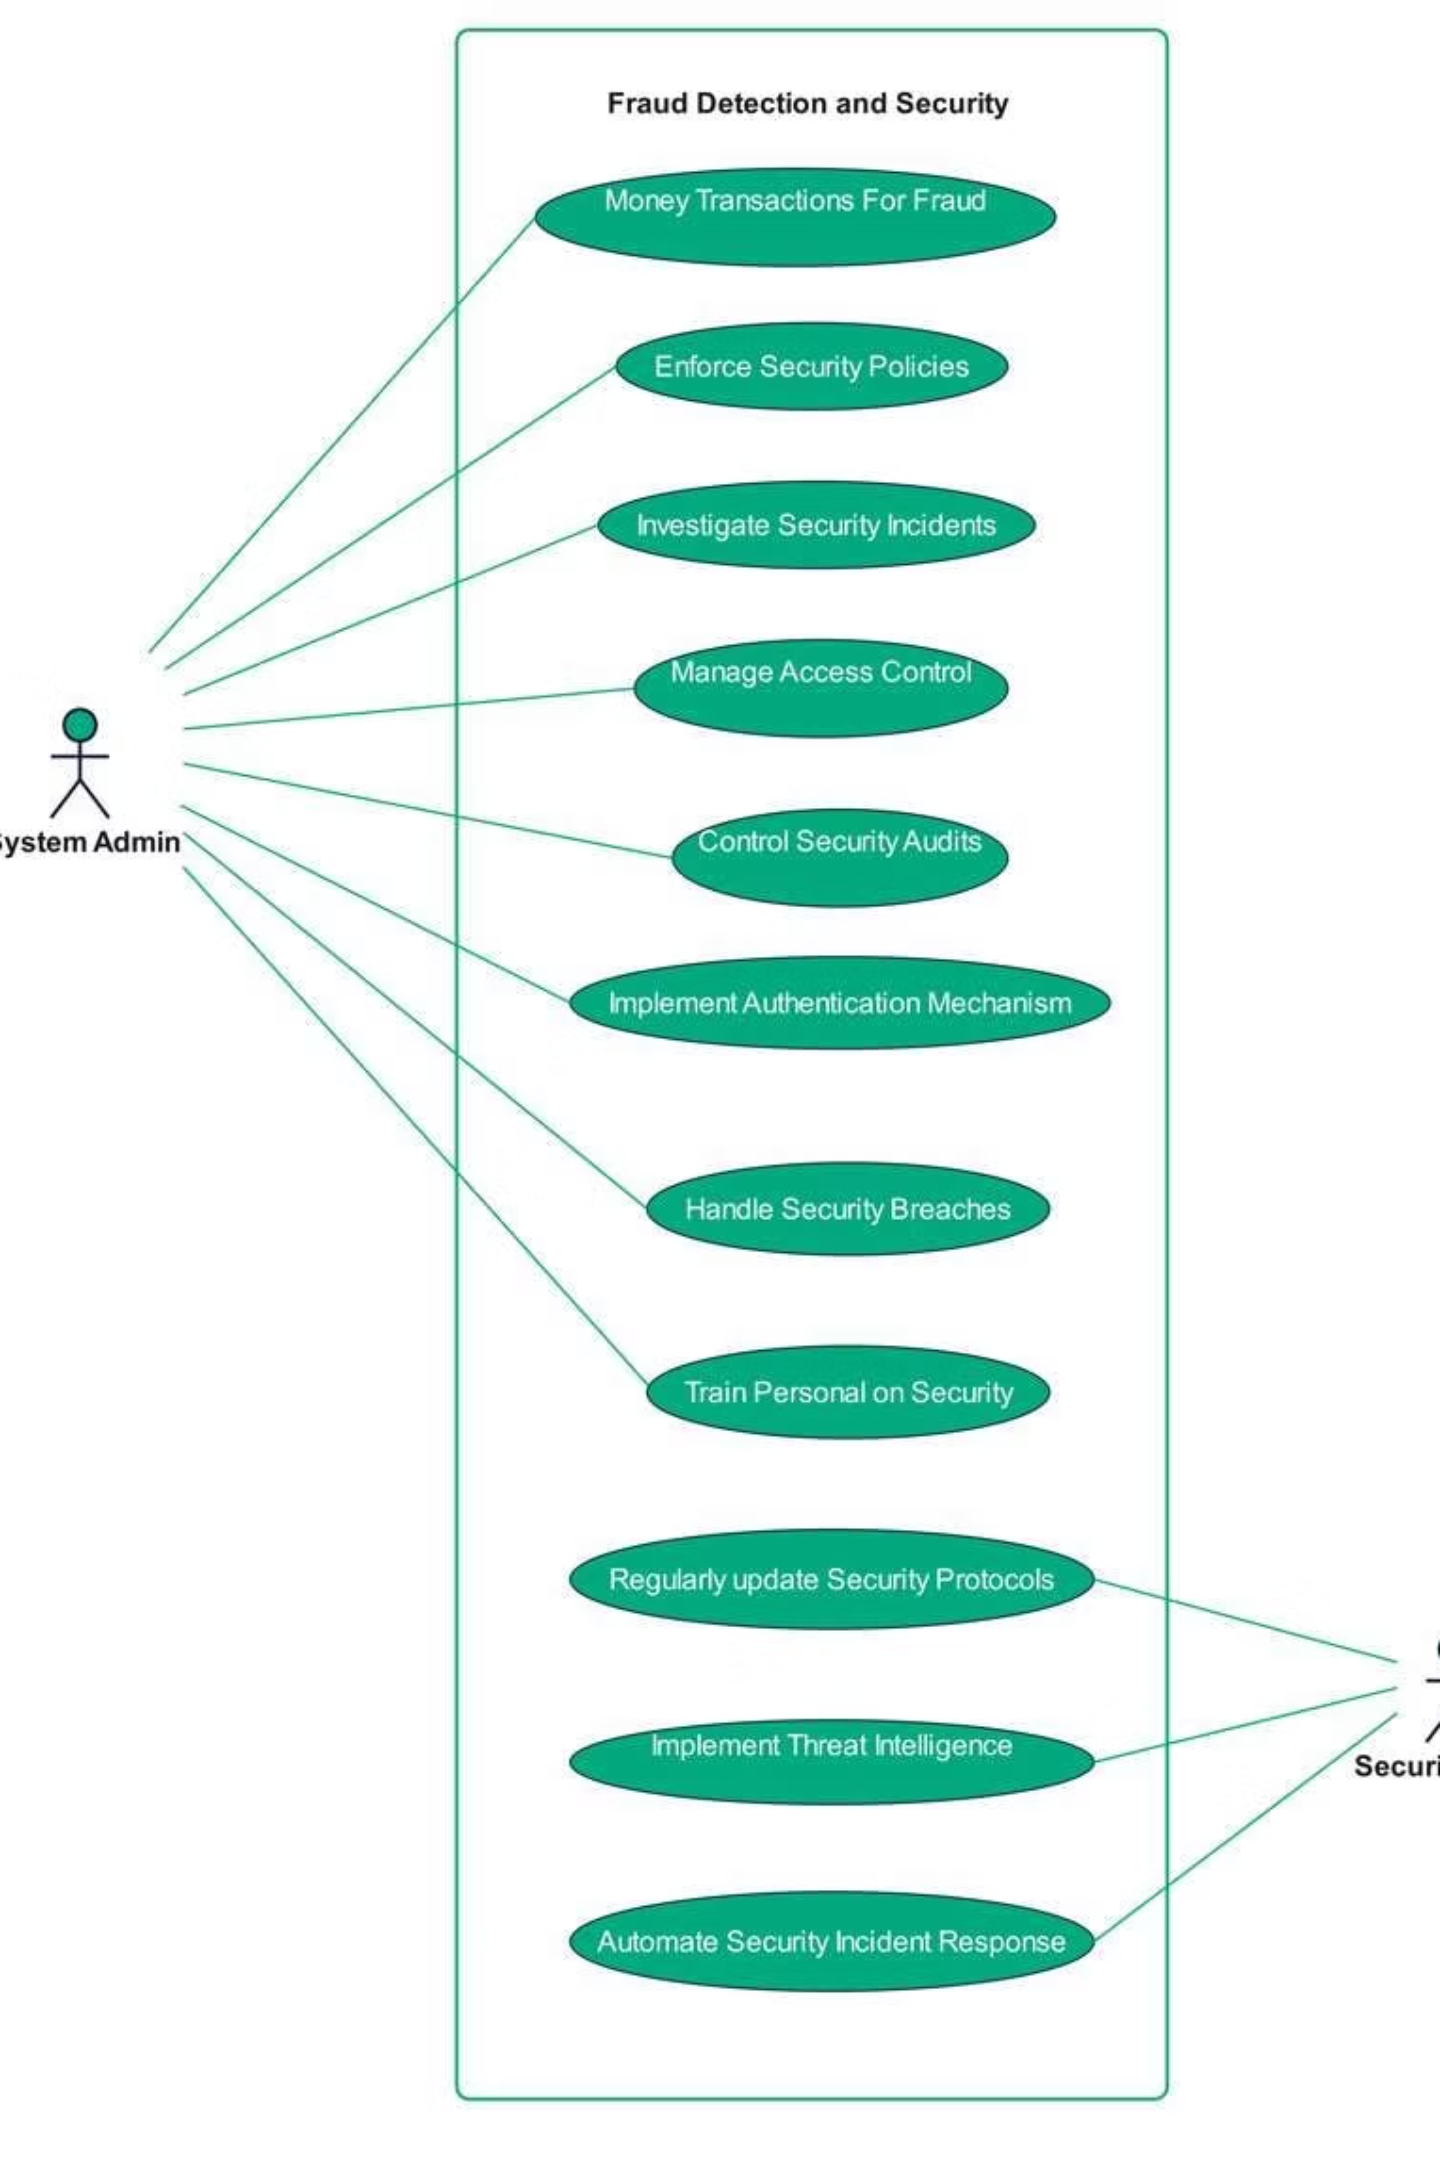 Fraud Detection and Security
Money Transactions For Fraud
Enforce Security Policies
Investigate Security Incidents
Manage Access Control
System Admin
Control Security Audits
Implement Authentication Mechanism
Handle Security Breaches
Train Personal on Security
Regularly update Security Protocols
Implement Threat Intelligence
Automate Security Incident Response